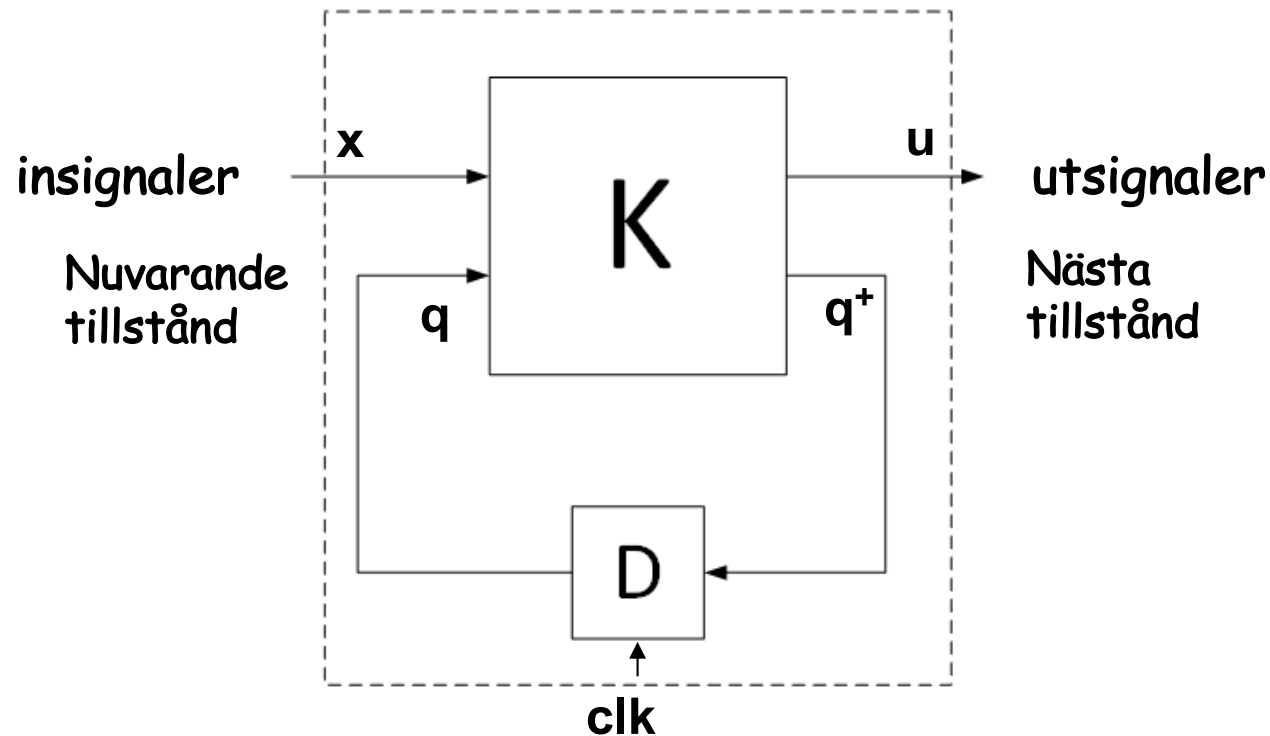 x
u
insignaler
K
utsignaler
Nuvarande
tillstånd
q
q⁺
Nästa
tillstånd
D
clk